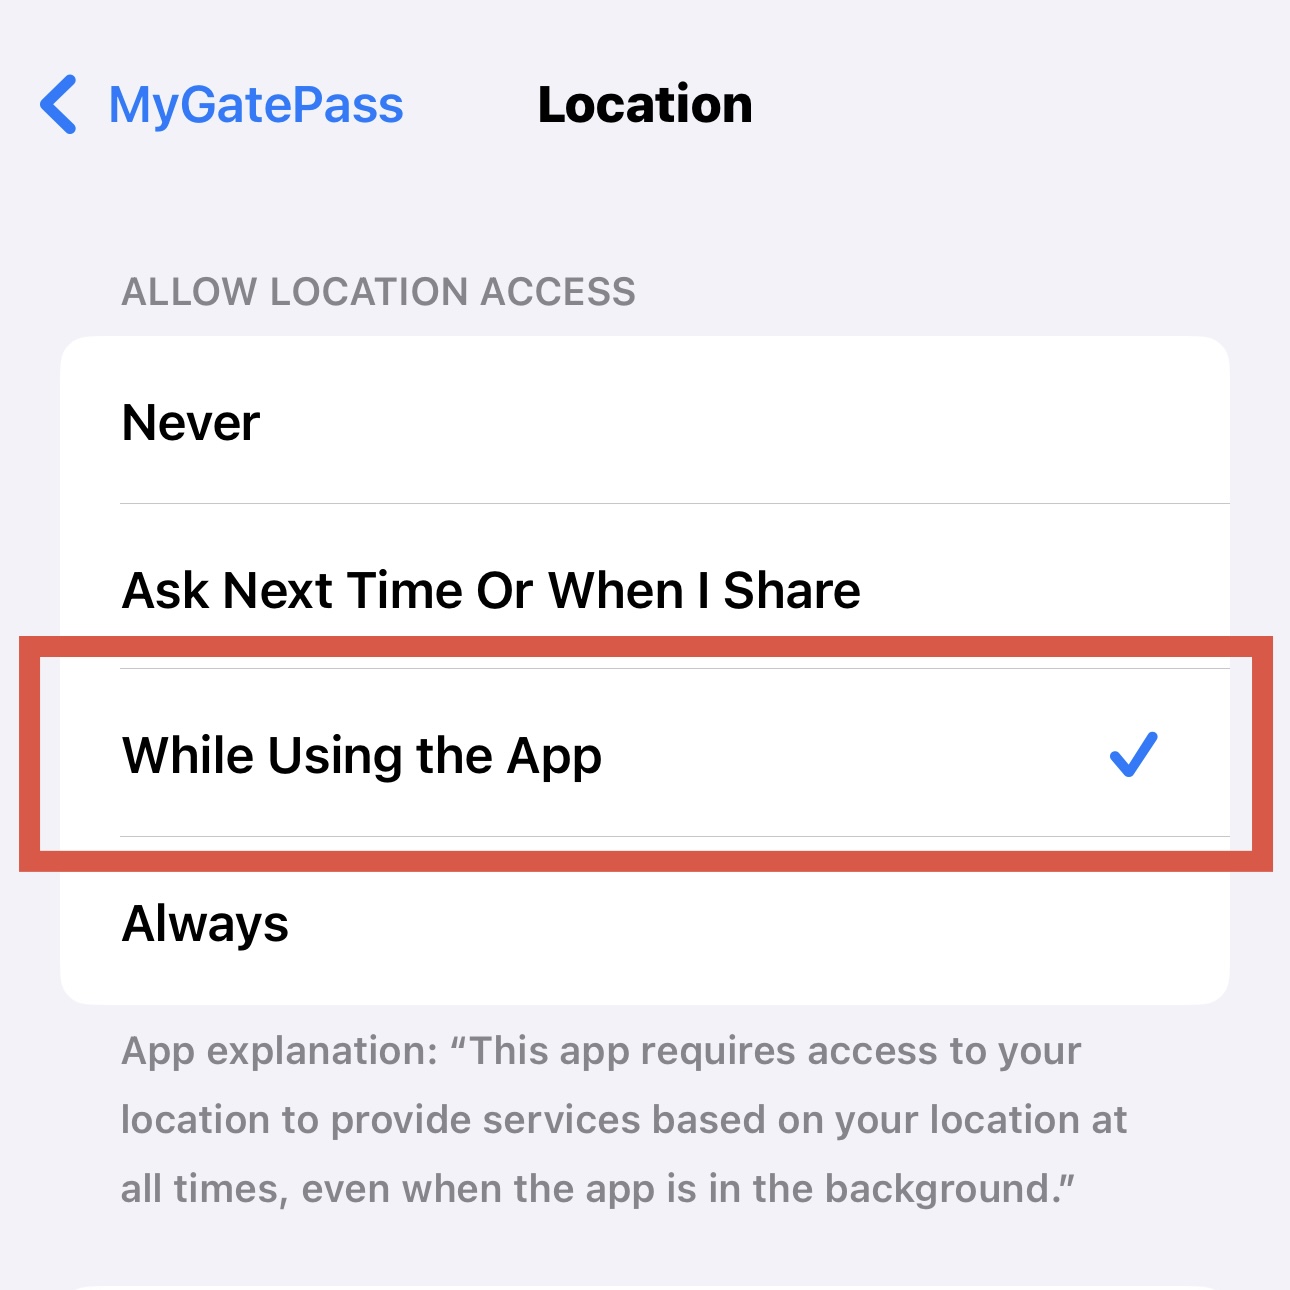 MyGatePass
Location
ALLOW LOCATION ACCESS
Never
Ask Next Time Or When I Share
While Using the App
Always
App explanation: “This app requires access to your
location to provide services based on your location at
all times, even when the app is in the background.”